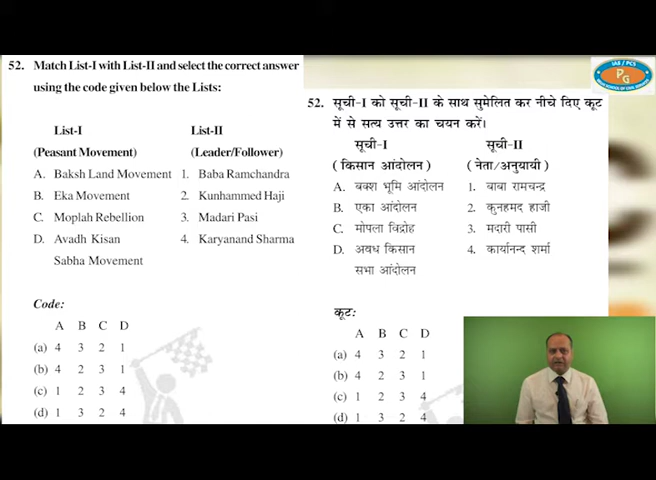 52. Match List-I with List-II and select the correct answer
using the code given below the Lists:
List-I List-II
(Peasant Movement) (Leader/Follower)
A. Baksh Land Movement 1. Baba Ramchandra
B. Eka Movement 2. Kunhammed Haji
C. Moplah Rebellion 3. Madari Pasi
D. Avadh Kisan 4. Karyanand Sharma
Sabha Movement
Code:
A B C D
(a) 4 3 2 1
(b) 4 2 3 1
(c) 1 2 3 4
(d) 1 3 2 4
52. सूची-I को सूची-II के साथ सुमेलित कर नीचे दिए कूट
में से सत्य उत्तर का चयन करें।
सूची-I सूची-II
(किसान आंदोलन) (नेता/अनुयायी)
A. बक्श भूमि आंदोलन 1. बाबा रामचन्द्र
B. एका आंदोलन 2. कुनहमद हाजी
C. मोपला विद्रोह 3. मदारी पासी
D. अवध किसान 4. कार्यानन्द शर्मा
सभा आंदोलन
कूटः
A B C D
(a) 4 3 2 1
(b) 4 2 3 1
(c) 1 2 3 4
(d) 1 3 2 4
IAS / PCS
PG